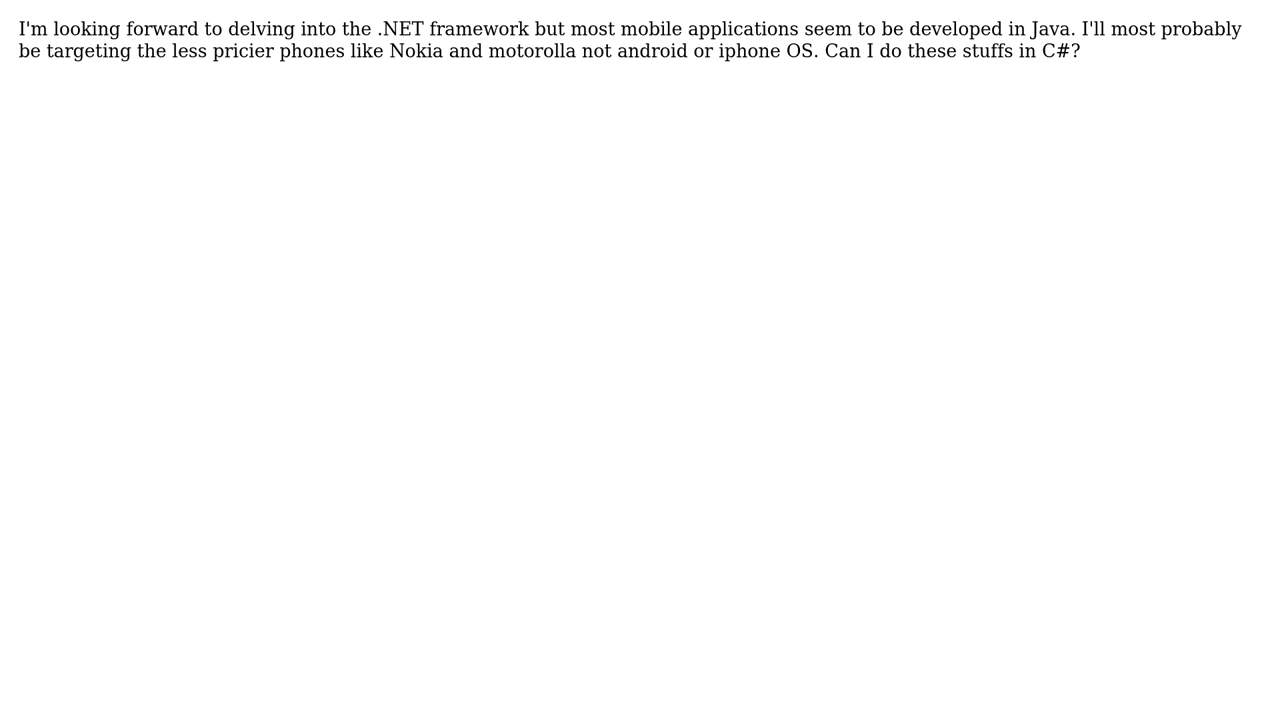 I'm looking forward to delving into the .NET framework but most mobile applications seem to be developed in Java. I'll most probably
be targeting the less pricier phones like Nokia and motorolla not android or iphone OS. Can I do these stuffs in C#?